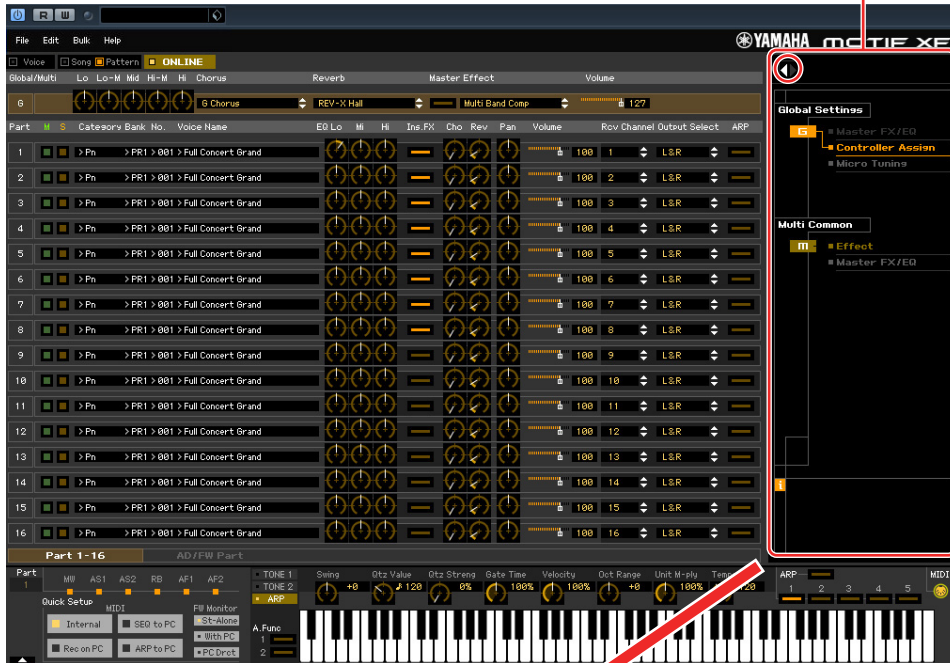 R W
File Edit Bulk Help
YAMAHA MOTIF XF
Voice Song Pattern ONLINE
Global/Multi Lo Lo-M Mid Hi-M Hi Chorus Reverb Master Effect Volume
G G Chorus REV-X Hall Multi Band Comp 127
Part M S Category Bank No. Voice Name EQ Lo Mi Hi Ins.FX Cho Rev Pan Volume Rcv Channel Output Select ARP
1 > Pn > PR1 > 001 > Full Concert Grand 100 1 L&R
2 > Pn > PR1 > 001 > Full Concert Grand 100 2 L&R
3 > Pn > PR1 > 001 > Full Concert Grand 100 3 L&R
4 > Pn > PR1 > 001 > Full Concert Grand 100 4 L&R
5 > Pn > PR1 > 001 > Full Concert Grand 100 5 L&R
6 > Pn > PR1 > 001 > Full Concert Grand 100 6 L&R
7 > Pn > PR1 > 001 > Full Concert Grand 100 7 L&R
8 > Pn > PR1 > 001 > Full Concert Grand 100 8 L&R
9 > Pn > PR1 > 001 > Full Concert Grand 100 9 L&R
10 > Pn > PR1 > 001 > Full Concert Grand 100 10 L&R
11 > Pn > PR1 > 001 > Full Concert Grand 100 11 L&R
12 > Pn > PR1 > 001 > Full Concert Grand 100 12 L&R
13 > Pn > PR1 > 001 > Full Concert Grand 100 13 L&R
14 > Pn > PR1 > 001 > Full Concert Grand 100 14 L&R
15 > Pn > PR1 > 001 > Full Concert Grand 100 15 L&R
16 > Pn > PR1 > 001 > Full Concert Grand 100 16 L&R
Global Settings
G Master FX/EQ
Controller Assign
Micro Tuning
Multi Common
m Effect
Master FX/EQ
i
Part 1-16 AD/FW Part
Part
1
MW AS1 AS2 RB AF1 AF2
Quick Setup
MIDI
Internal SEQ to PC
Rec on PC ARP to PC
FW Monitor
St-Alone
With PC
PC Drct
TONE 1
TONE 2
ARP
Swing Qtz Value Qtz Streng Gate Time Velocity Oct Range Unit M-ply
+0 120 0% 100% 100% +0 100% 120
A.Func
1
2
ARP
1 2 3 4 5
MIDI